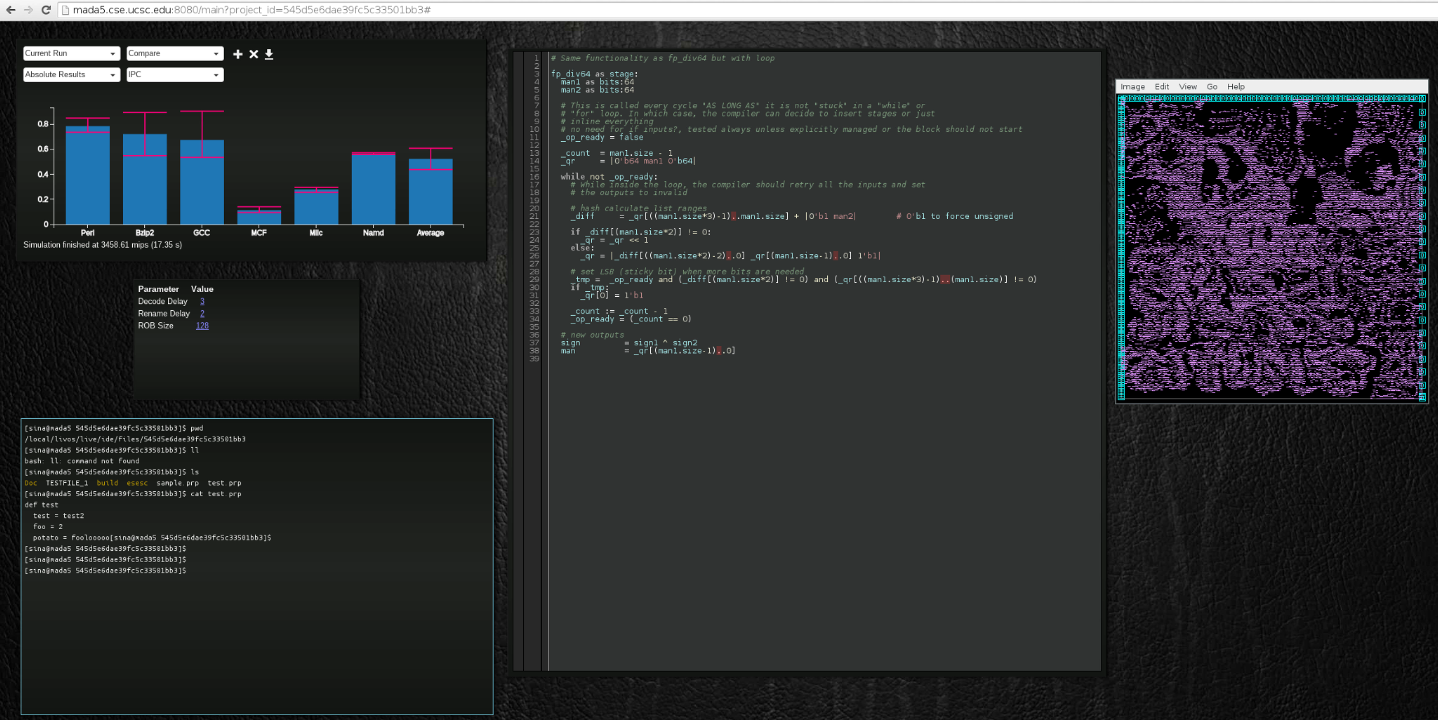 mada5.cse.ucsc.edu:8080/main?project_id=545d5e6dae39fc5c33501bb3#
Current Run Compare
Absolute Results IPC
0.8
0.6
0.4
0.2
0
Perl Bzip2 GCC MCF Milc Namd Average
Simulation finished at 3458.61 mips (17.35 s)
Parameter Value
Decode Delay 3
Rename Delay 2
ROB Size 128
[sina@mada5 545d5e6dae39fc5c33501bb3]$ pwd
/local/livos/live/ide/files/545d5e6dae39fc5c33501bb3
[sina@mada5 545d5e6dae39fc5c33501bb3]$ ll
bash: ll: command not found
[sina@mada5 545d5e6dae39fc5c33501bb3]$ ls
Doc TESTFILE_1 build esesc sample.prp test.prp
[sina@mada5 545d5e6dae39fc5c33501bb3]$ cat test.prp
def test
test = test2
foo = 2
potato = foolooooo[sina@mada5 545d5e6dae39fc5c33501bb3]$
[sina@mada5 545d5e6dae39fc5c33501bb3]$
[sina@mada5 545d5e6dae39fc5c33501bb3]$
[sina@mada5 545d5e6dae39fc5c33501bb3]$
1 # Same functionality as fp_div64 but with loop
2
3 fp_div64 as stage:
4 man1 as bits:64
5 man2 as bits:64
6
7 # This is called every cycle "AS LONG AS" it is not "stuck" in a "while" or
8 # "for" loop. In which case, the compiler can decide to insert stages or just
9 # inline everything
10 # no need for if inputs?, tested always unless explicitly managed or the block should not start
11 _op_ready = false
12
13 _count = man1.size - 1
14 _qr = |0'b64 man1 0'b64|
15
16 while not _op_ready:
17 # While inside the loop, the compiler should retry all the inputs and set
18 # the outputs to invalid
19
20 # hash calculate list ranges
21 _diff = _qr[((man1.size*3)-1)..man1.size] + |0'b1 man2| # 0'b1 to force unsigned
22
23 if _diff[(man1.size*2)] != 0:
24 _qr = _qr << 1
25 else:
26 _qr = |_diff[((man1.size*2)-2)..0] _qr[(man1.size-1)..0] 1'b1|
27
28 # set LSB (sticky bit) when more bits are needed
29 _tmp = _op_ready and (_diff[(man1.size*2)] != 0) and (_qr[((man1.size*3)-1)..(man1.size)] != 0)
30 if _tmp:
31 _qr[0] = 1'b1
32
33 _count := _count - 1
34 _op_ready = (_count == 0)
35
36 # new outputs
37 sign = sign1 ^ sign2
38 man = _qr[(man1.size-1)..0]
39
Image Edit View Go Help